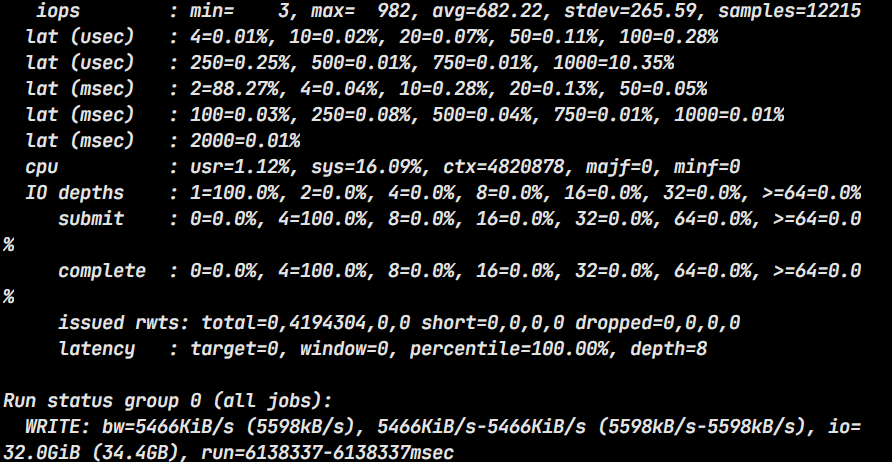 iops        : min=    3, max=  982, avg=682.22, stdev=265.59, samples=12215
lat (usec)   : 4=0.01%, 10=0.02%, 20=0.07%, 50=0.11%, 100=0.28%
lat (usec)   : 250=0.25%, 500=0.01%, 750=0.01%, 1000=10.35%
lat (msec)   : 2=88.27%, 4=0.04%, 10=0.28%, 20=0.13%, 50=0.05%
lat (msec)   : 100=0.03%, 250=0.08%, 500=0.04%, 750=0.01%, 1000=0.01%
lat (msec)   : 2000=0.01%
cpu          : usr=1.12%, sys=16.09%, ctx=4820878, majf=0, minf=0
IO depths    : 1=100.0%, 2=0.0%, 4=0.0%, 8=0.0%, 16=0.0%, 32=0.0%, >=64=0.0%
submit    : 0=0.0%, 4=100.0%, 8=0.0%, 16=0.0%, 32=0.0%, 64=0.0%, >=64=0.0
%
complete  : 0=0.0%, 4=100.0%, 8=0.0%, 16=0.0%, 32=0.0%, 64=0.0%, >=64=0.0
%
issued rwts: total=0,4194304,0,0 short=0,0,0,0 dropped=0,0,0,0
latency   : target=0, window=0, percentile=100.00%, depth=8
Run status group 0 (all jobs):
WRITE: bw=5466KiB/s (5598kB/s), 5466KiB/s-5466KiB/s (5598kB/s-5598kB/s), io=
32.0GiB (34.4GB), run=6138337-6138337msec